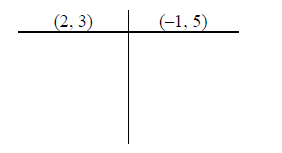 (2, 3) (–1, 5)